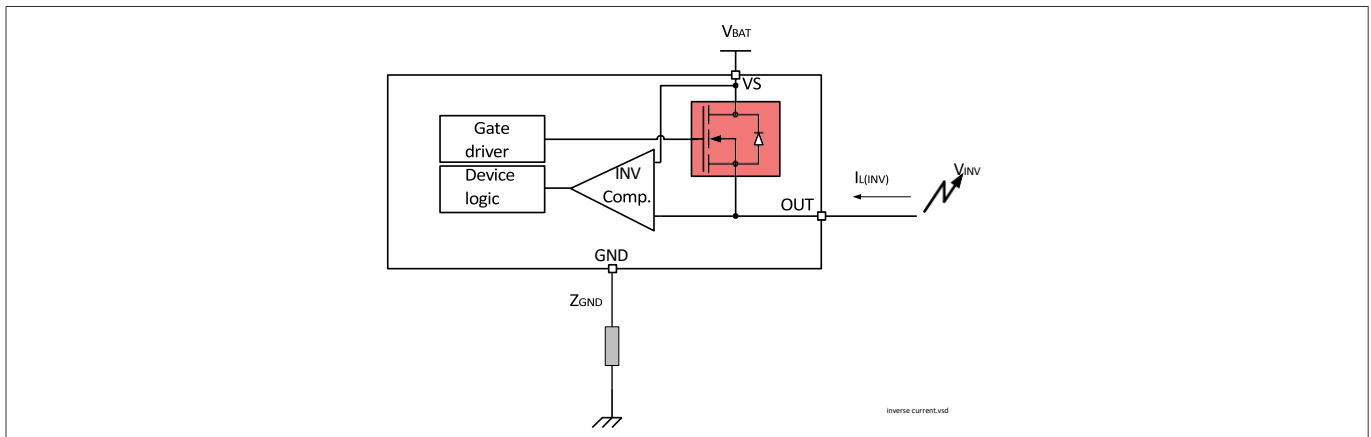 VBAT
VS
Gate
driver
Device
logic
INV
Comp.
OUT
IL(INV)
VINV
GND
ZGND
inverse current.vsd